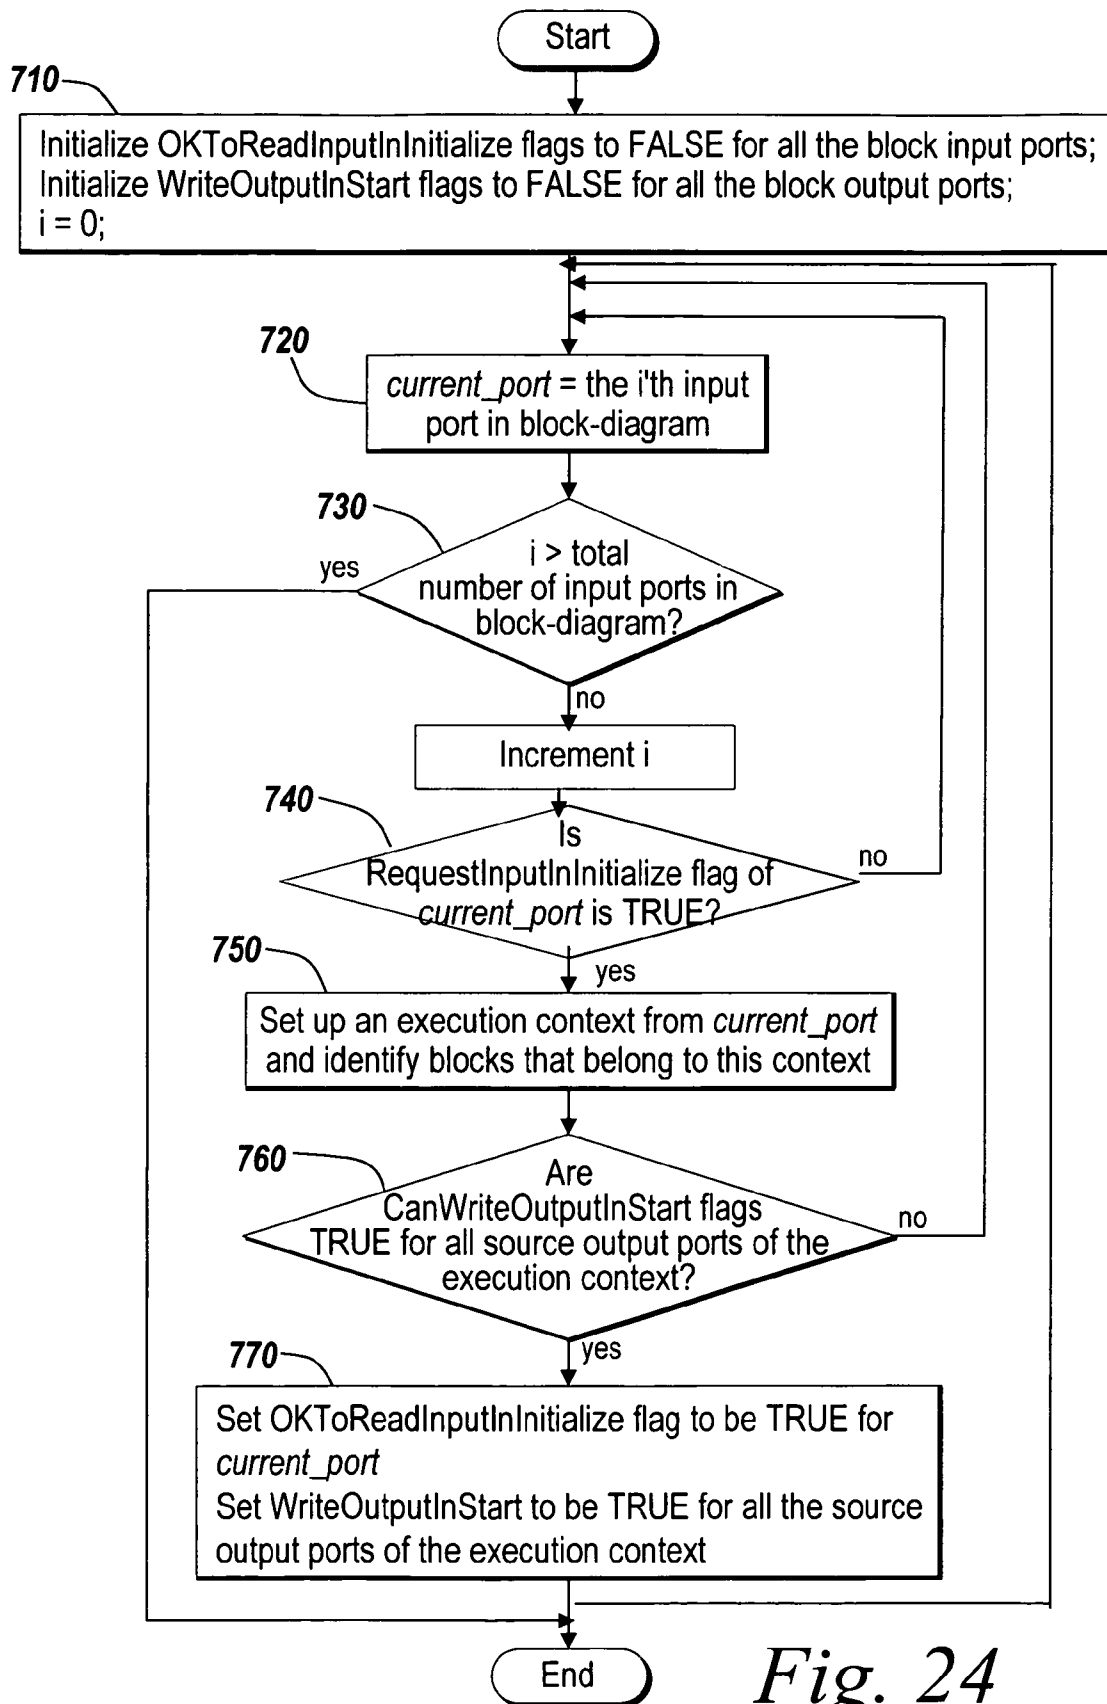 Start
710
Initialize OKToReadInputInInitialize flags to FALSE for all the block input ports;
Initialize WriteOutputInStart flags to FALSE for all the block output ports;
i = 0;
720
current_port = the i'th input
port in block-diagram
730
i > total
number of input ports in
block-diagram?
yes
no
Increment i
740
Is
RequestInputInInitialize flag of
current_port is TRUE?
no
yes
750
Set up an execution context from current_port
and identify blocks that belong to this context
760
Are
CanWriteOutputInStart flags
TRUE for all source output ports of the
execution context?
no
yes
770
Set OKToReadInputInInitialize flag to be TRUE for
current_port
Set WriteOutputInStart to be TRUE for all the source
output ports of the execution context
End
Fig. 24